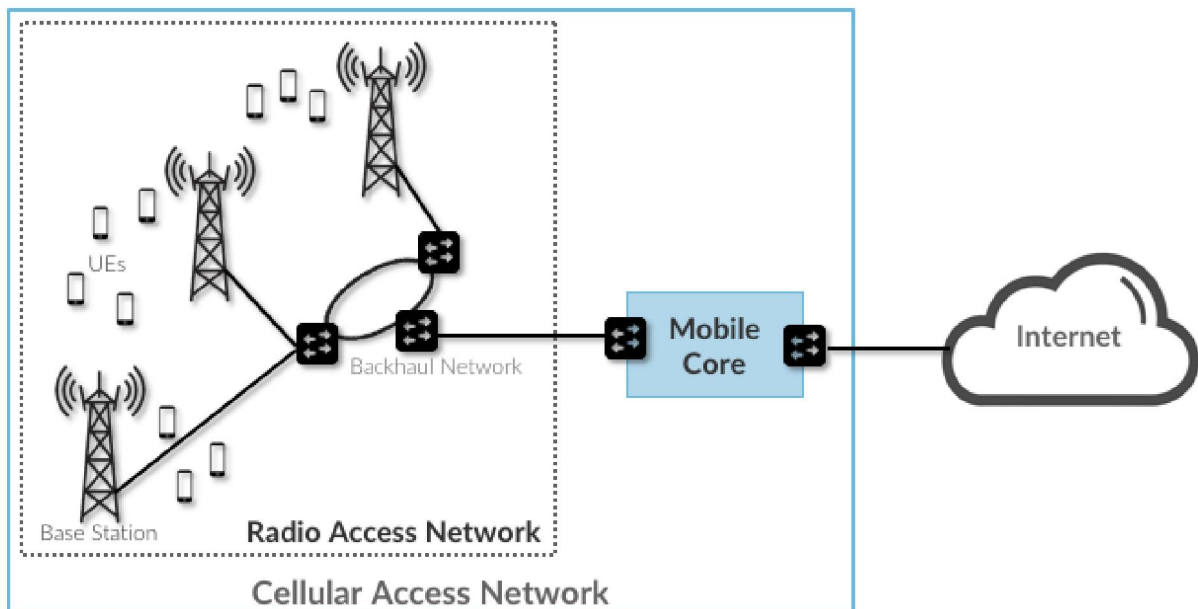 UEs
Backhaul Network
Mobile
Core
Internet
Base Station
Radio Access Network
Cellular Access Network